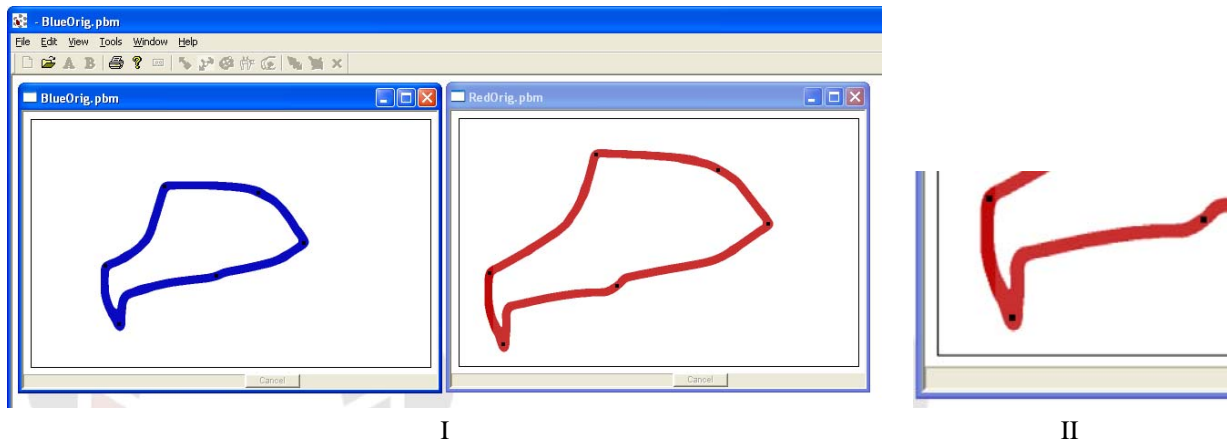 - BlueOrig.pbm
File Edit View Tools Window Help
A B ?
BlueOrig.pbm
RedOrig.pbm
Cancel
Cancel
I
II